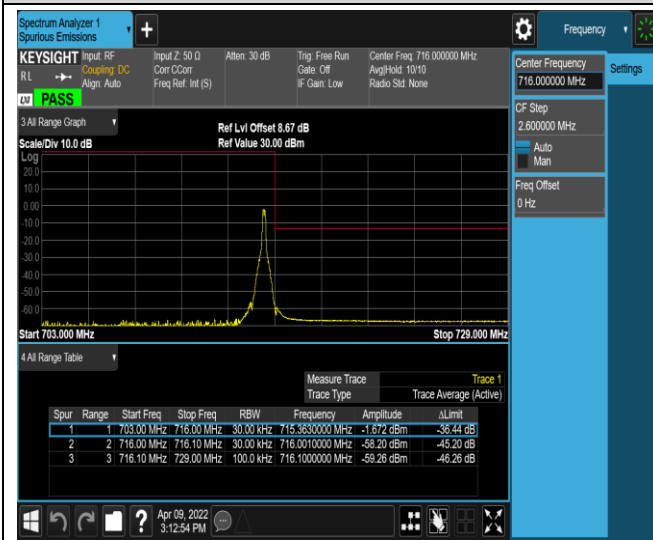 Spectrum Analyzer 1
Spurious Emissions
+
Frequency
KEYSIGHT
R L
LXI
PASS
Input: RF
Coupling: DC
Align: Auto
Input Z: 50 Ω
Corr CCorr
Freq Ref: Int (S)
Atten: 30 dB
Trig: Free Run
Gate: Off
IF Gain: Low
Center Freq: 716.000000 MHz
Avg|Hold: 10/10
Radio Std: None
Center Frequency
716.000000 MHz
Settings
CF Step
2.600000 MHz
Auto
Man
Freq Offset
0 Hz
3 All Range Graph
Scale/Div 10.0 dB
Ref Lvl Offset 8.67 dB
Ref Value 30.00 dBm
Log
20.0
10.0
0.00
-10.0
-20.0
-30.0
-40.0
-50.0
-60.0
Start 703.000 MHz
Stop 729.000 MHz
4 All Range Table
Measure Trace Trace 1
Trace Type Trace Average (Active)
Spur Range Start Freq Stop Freq RBW Frequency Amplitude ΔLimit
1 1 703.00 MHz 716.00 MHz 30.00 kHz 715.3630000 MHz -1.672 dBm -36.44 dB
2 2 716.00 MHz 716.10 MHz 30.00 kHz 716.0010000 MHz -58.20 dBm -45.20 dB
3 3 716.10 MHz 729.00 MHz 100.0 kHz 716.1000000 MHz -59.26 dBm -46.26 dB
?
Apr 09, 2022
3:12:54 PM